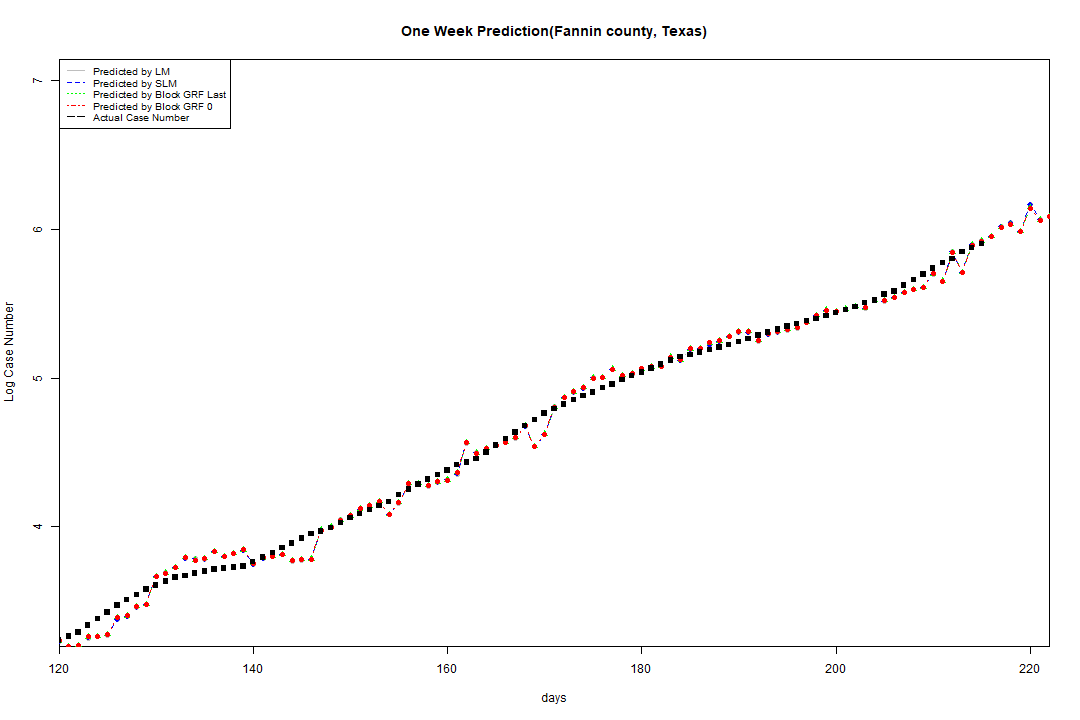 One Week Prediction(Fannin county, Texas)
Predicted by LM
Predicted by SLM
Predicted by Block GRF Last
Predicted by Block GRF 0
Actual Case Number
7
6
5
4
Log Case Number
120 140 160 180 200 220
days